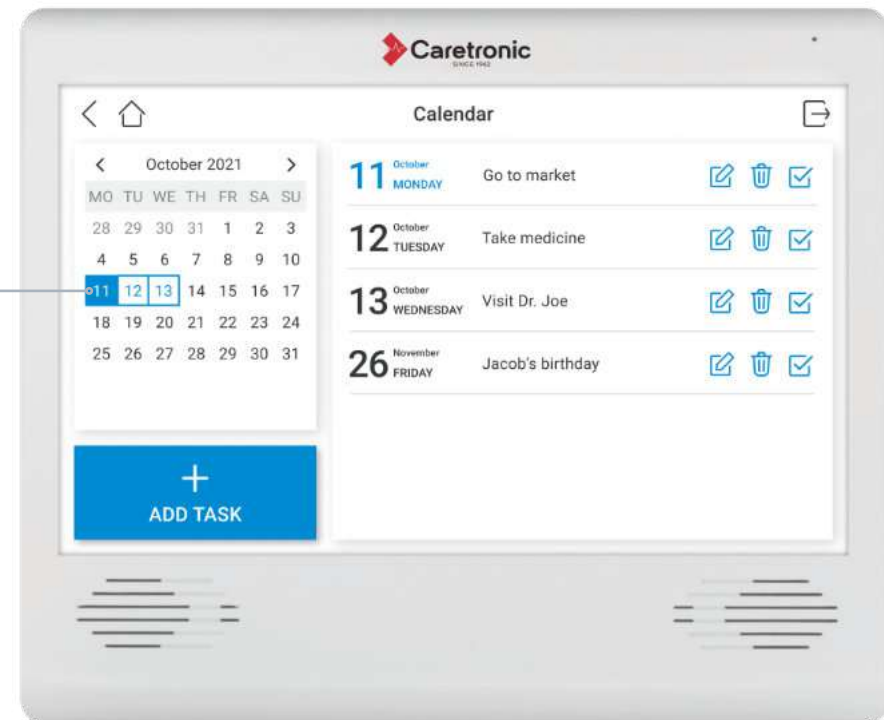 Caretronic
SINCE 1962
Calendar
October 2021
MO TU WE TH FR SA SU
28 29 30 31 1 2 3
4 5 6 7 8 9 10
11 12 13 14 15 16 17
18 19 20 21 22 23 24
25 26 27 28 29 30 31
ADD TASK
11 October MONDAY Go to market
12 October TUESDAY Take medicine
13 October WEDNESDAY Visit Dr. Joe
26 November FRIDAY Jacob's birthday